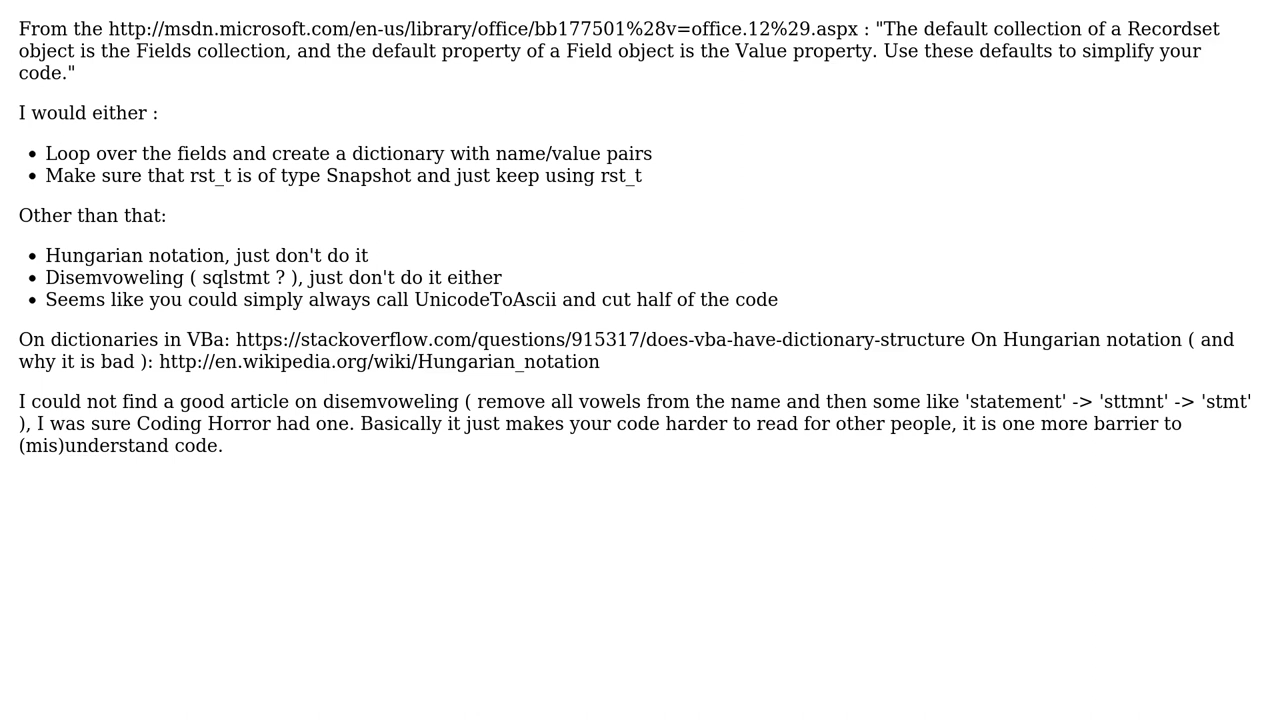 From the http://msdn.microsoft.com/en-us/library/office/bb177501%28v=office.12%29.aspx : "The default collection of a Recordset
object is the Fields collection, and the default property of a Field object is the Value property. Use these defaults to simplify your
code."
I would either :
• Loop over the fields and create a dictionary with name/value pairs
• Make sure that rst_t is of type Snapshot and just keep using rst_t
Other than that:
• Hungarian notation, just don't do it
• Disemvoweling ( sqlstmt ? ), just don't do it either
• Seems like you could simply always call UnicodeToAscii and cut half of the code
On dictionaries in VBa: https://stackoverflow.com/questions/915317/does-vba-have-dictionary-structure On Hungarian notation ( and
why it is bad ): http://en.wikipedia.org/wiki/Hungarian_notation
I could not find a good article on disemvoweling ( remove all vowels from the name and then some like 'statement' -> 'sttmnt' -> 'stmt'
), I was sure Coding Horror had one. Basically it just makes your code harder to read for other people, it is one more barrier to
(mis)understand code.